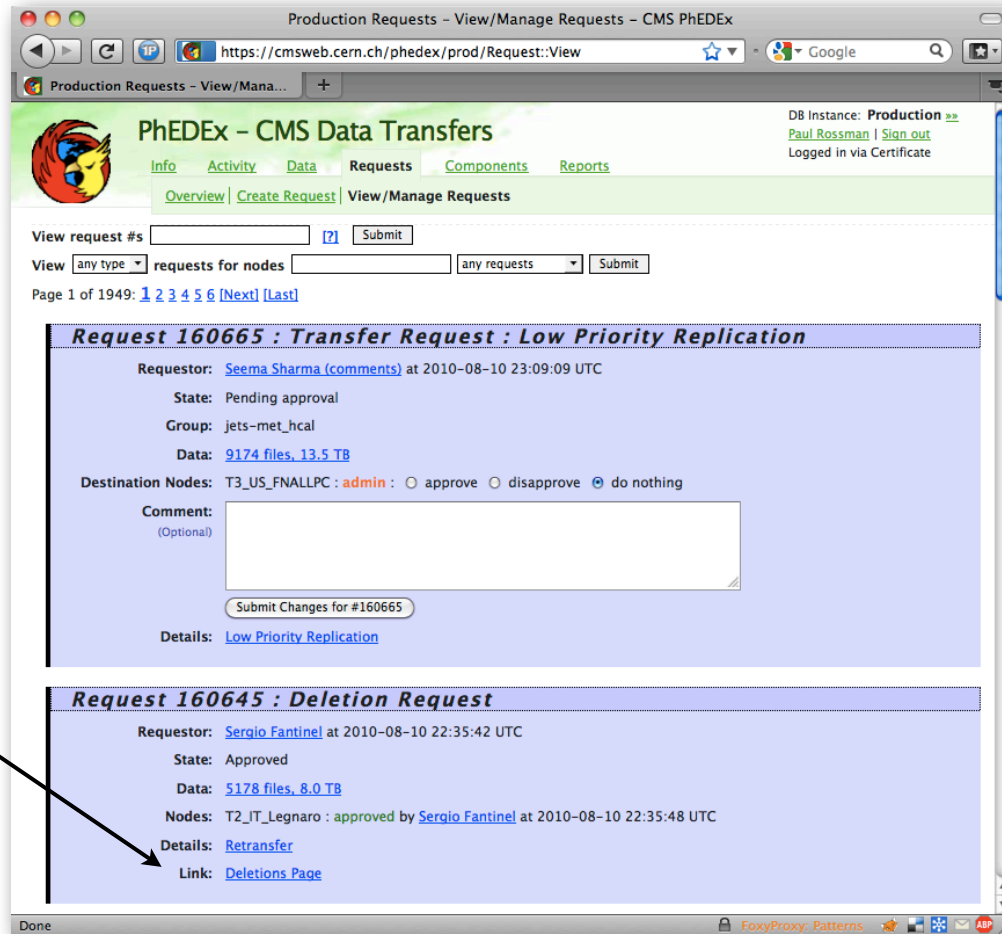 Production Requests – View/Manage Requests – CMS PhEDEx
1P https://cmsweb.cern.ch/phedex/prod/Request::View Google
Production Requests – View/Mana... +
PhEDEx – CMS Data Transfers
DB Instance: Production »»
Paul Rossman | Sign out
Logged in via Certificate
Info Activity Data Requests Components Reports
Overview | Create Request | View/Manage Requests
View request #s [?] Submit
View any type requests for nodes any requests Submit
Page 1 of 1949: 1 2 3 4 5 6 [Next] [Last]
Request 160665 : Transfer Request : Low Priority Replication
Requestor: Seema Sharma (comments) at 2010-08-10 23:09:09 UTC
State: Pending approval
Group: jets-met_hcal
Data: 9174 files, 13.5 TB
Destination Nodes: T3_US_FNALLPC : admin : approve disapprove do nothing
Comment:
(Optional)
Submit Changes for #160665
Details: Low Priority Replication
Request 160645 : Deletion Request
Requestor: Sergio Fantinel at 2010-08-10 22:35:42 UTC
State: Approved
Data: 5178 files, 8.0 TB
Nodes: T2_IT_Legnaro : approved by Sergio Fantinel at 2010-08-10 22:35:48 UTC
Details: Retransfer
Link: Deletions Page
Done FoxyProxy: Patterns ABP